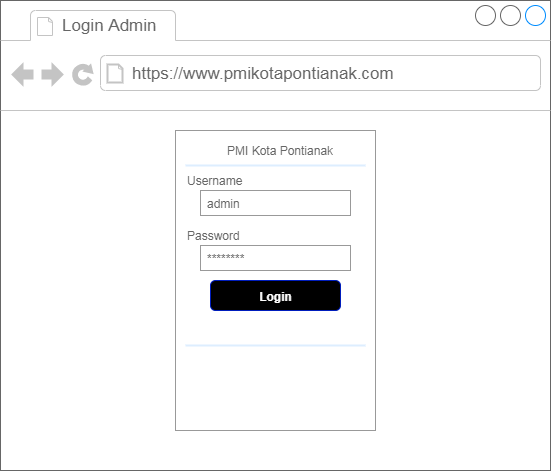 Login Admin
https://www.pmikotapontianak.com
PMI Kota Pontianak
Username
admin
Password
********
Login